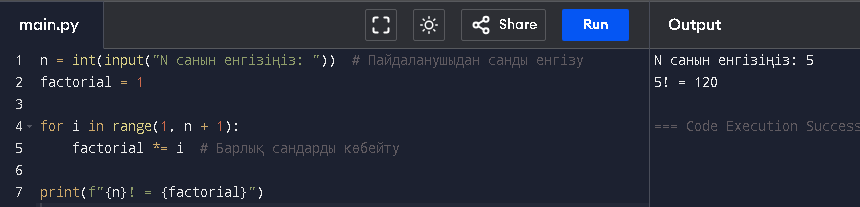 main.py Share Run Output
1 n = int(input("N санын енгізіңіз: ")) # Пайдаланушыдан санды енгізу
2 factorial = 1
3
4 for i in range(1, n + 1):
5 factorial *= i # Барлық сандарды көбейту
6
7 print(f"{n}! = {factorial}")
N санын енгізіңіз: 5
5! = 120
=== Code Execution Success